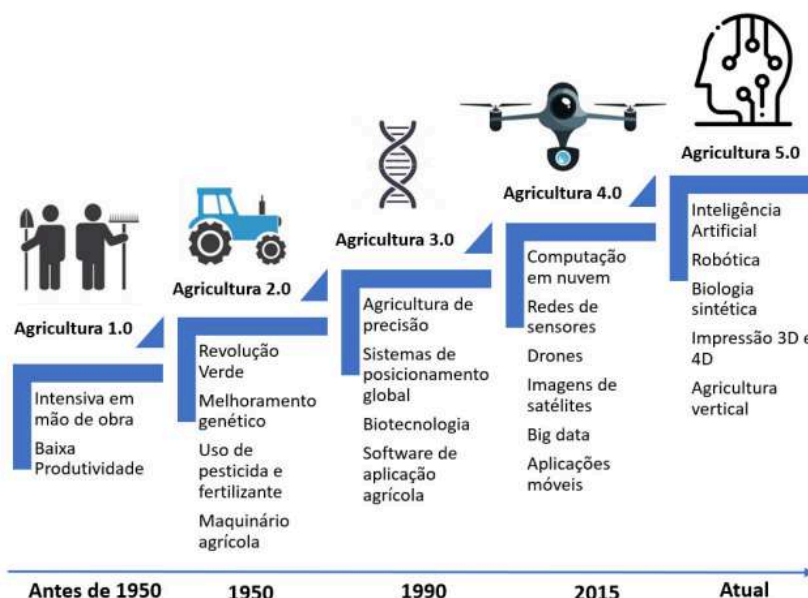 Agricultura 1.0
Intensiva em
mão de obra
Baixa
Produtividade
Agricultura 2.0
Revolução
Verde
Melhoramento
genético
Uso de
pesticida e
fertilizante
Maquinário
agrícola
Agricultura 3.0
Agricultura de
precisão
Sistemas de
posicionamento
global
Biotecnologia
Software de
aplicação
agrícola
Agricultura 4.0
Computação
em nuvem
Redes de
sensores
Drones
Imagens de
satélites
Big data
Aplicações
móveis
Agricultura 5.0
Inteligência
Artificial
Robótica
Biologia
sintética
Impressão 3D e
4D
Agricultura
vertical
Antes de 1950
1950
1990
2015
Atual